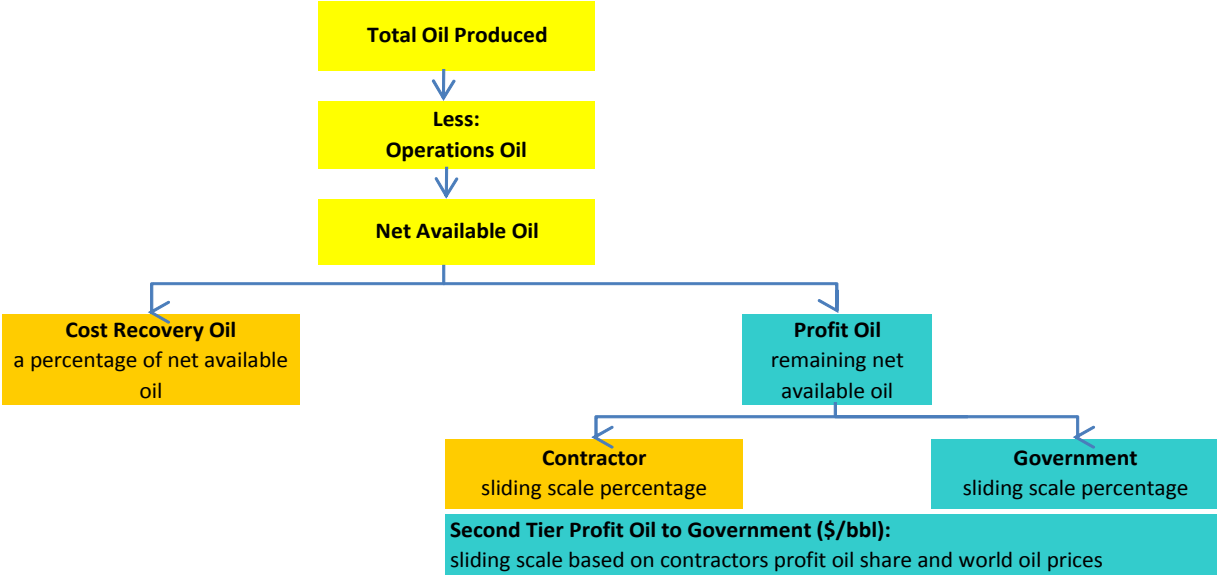 Total Oil Produced
Less:
Operations Oil
Net Available Oil
Cost Recovery Oil
a percentage of net available
oil
Profit Oil
remaining net
available oil
Contractor
sliding scale percentage
Government
sliding scale percentage
Second Tier Profit Oil to Government ($/bbl):
sliding scale based on contractors profit oil share and world oil prices